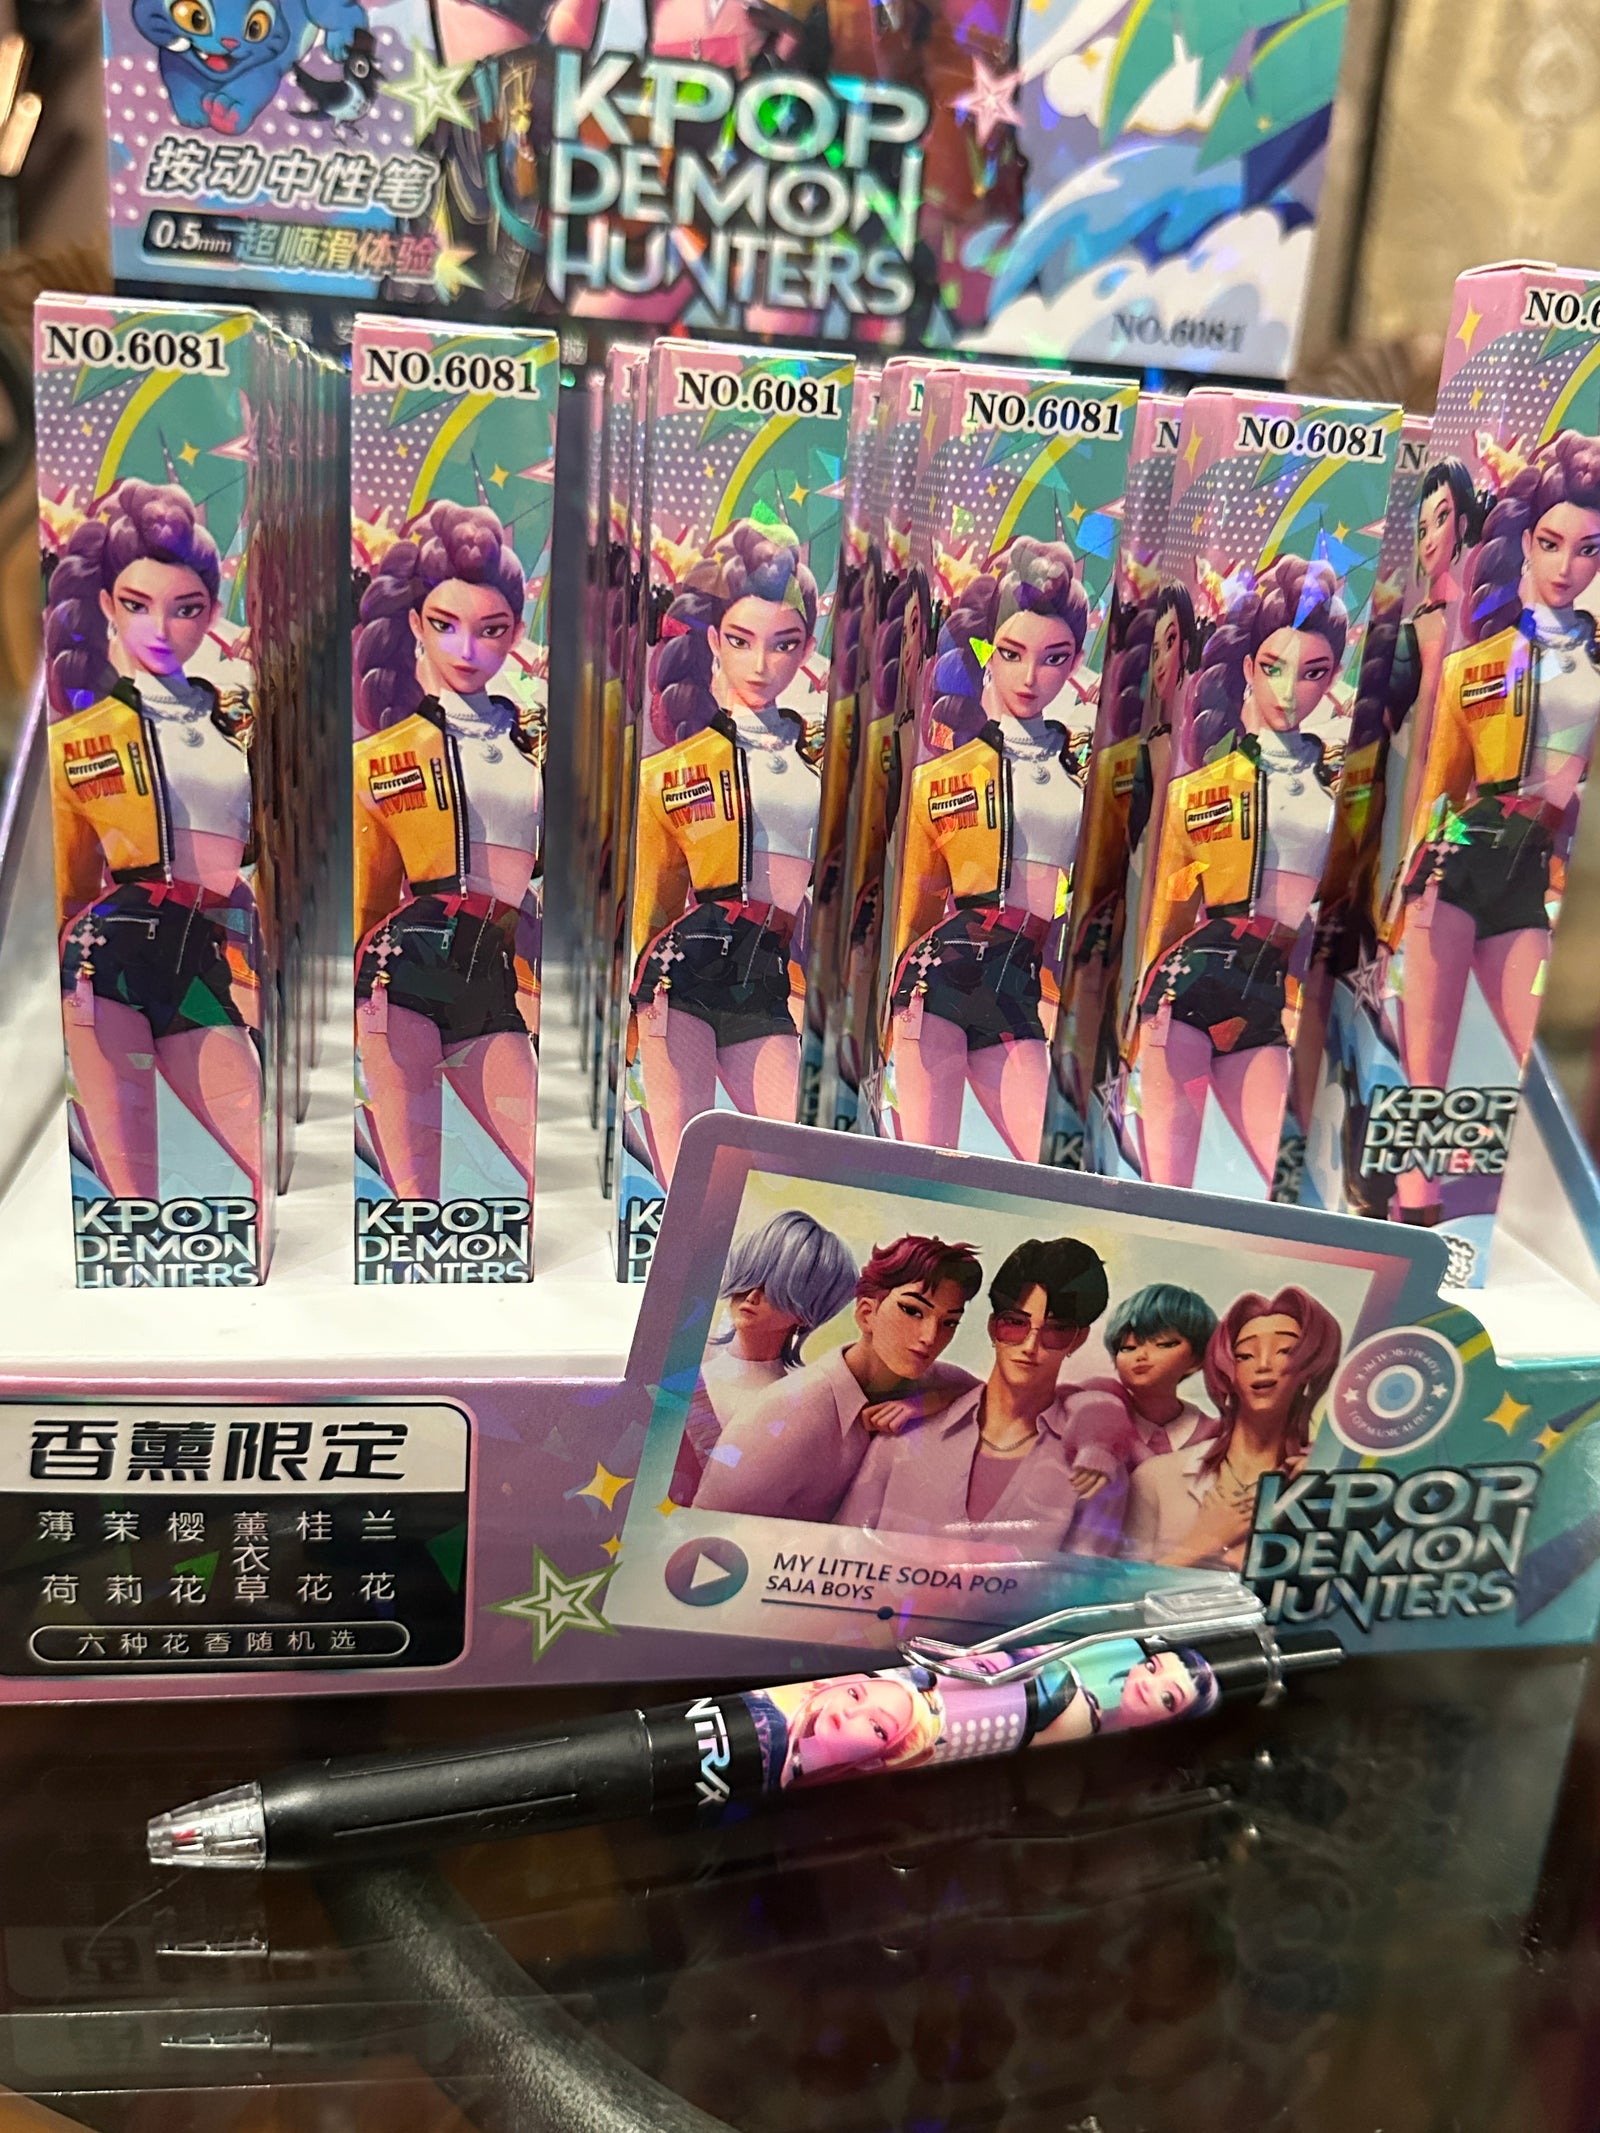 K-POP
DEMON
HUNTERS
按动中性笔
0.5mm 超顺滑体验
NO.6081
NO.6081
NO.6081
NO.6081
NO.6081
NO.6081
K-POP
DEMON
HUNTERS
K-POP
DEMON
HUNTERS
K-POP
DEMON
HUNTERS
香薰限定
薄荷 茉莉 樱花 薰衣草 桂花 兰花
六种花香随机选
MY LITTLE SODA POP
SAJA BOYS
K-POP
DEMON
HUNTERS